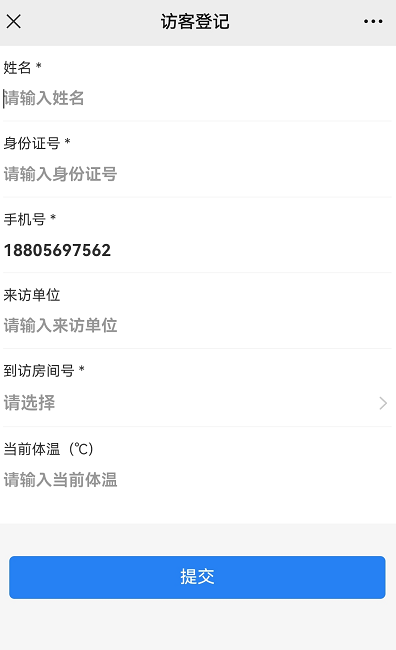 访客登记
姓名 *
请输入姓名
身份证号 *
请输入身份证号
手机号 *
18805697562
来访单位
请输入来访单位
到访房间号 *
请选择
当前体温（℃）
请输入当前体温
提交